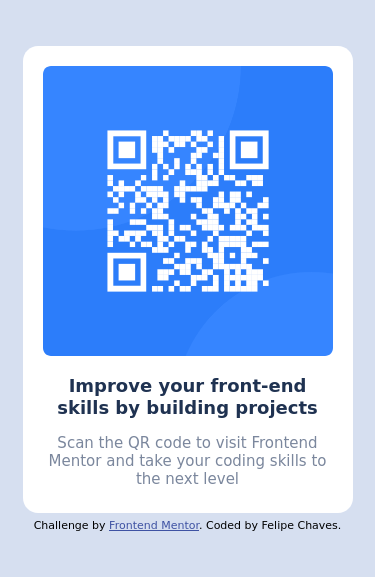 Improve your front-end
skills by building projects
Scan the QR code to visit Frontend
Mentor and take your coding skills to
the next level
Challenge by Frontend Mentor. Coded by Felipe Chaves.